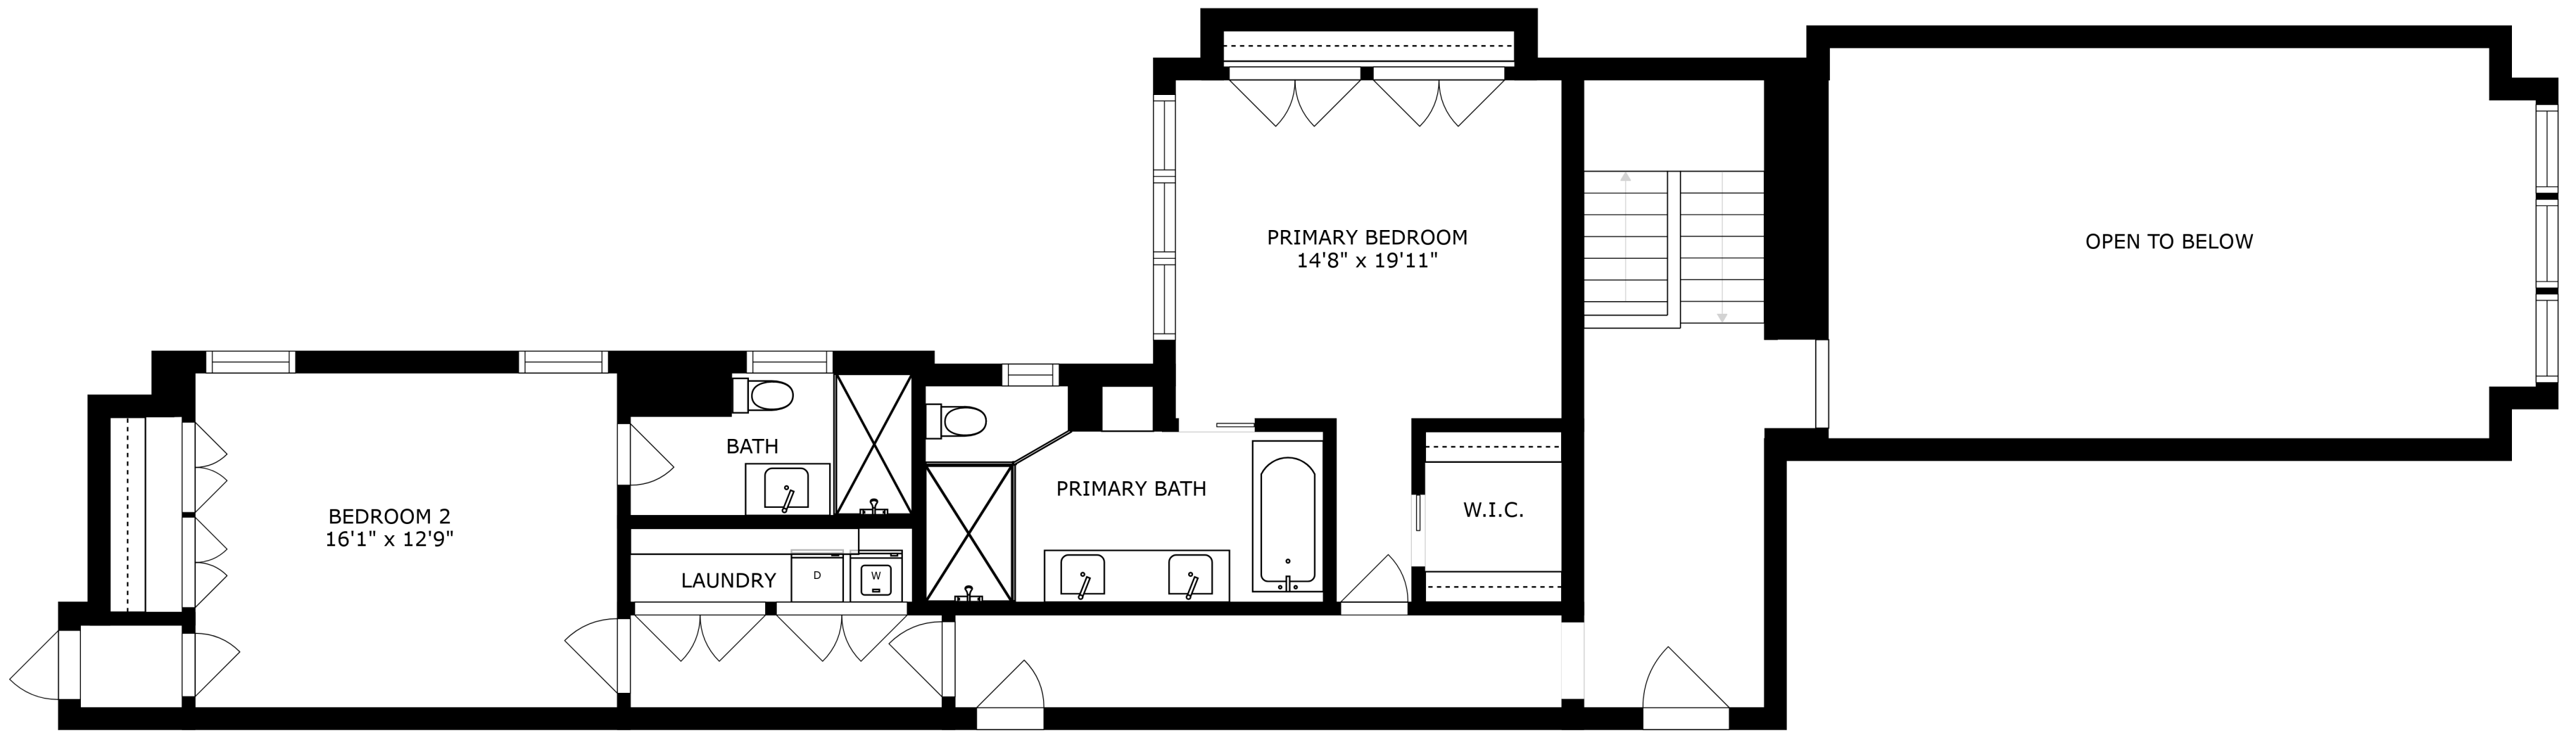 PRIMARY BEDROOM
14'8" x 19'11"
OPEN TO BELOW
BATH
PRIMARY BATH
W.I.C.
BEDROOM 2
16'1" x 12'9"
LAUNDRY
D
W